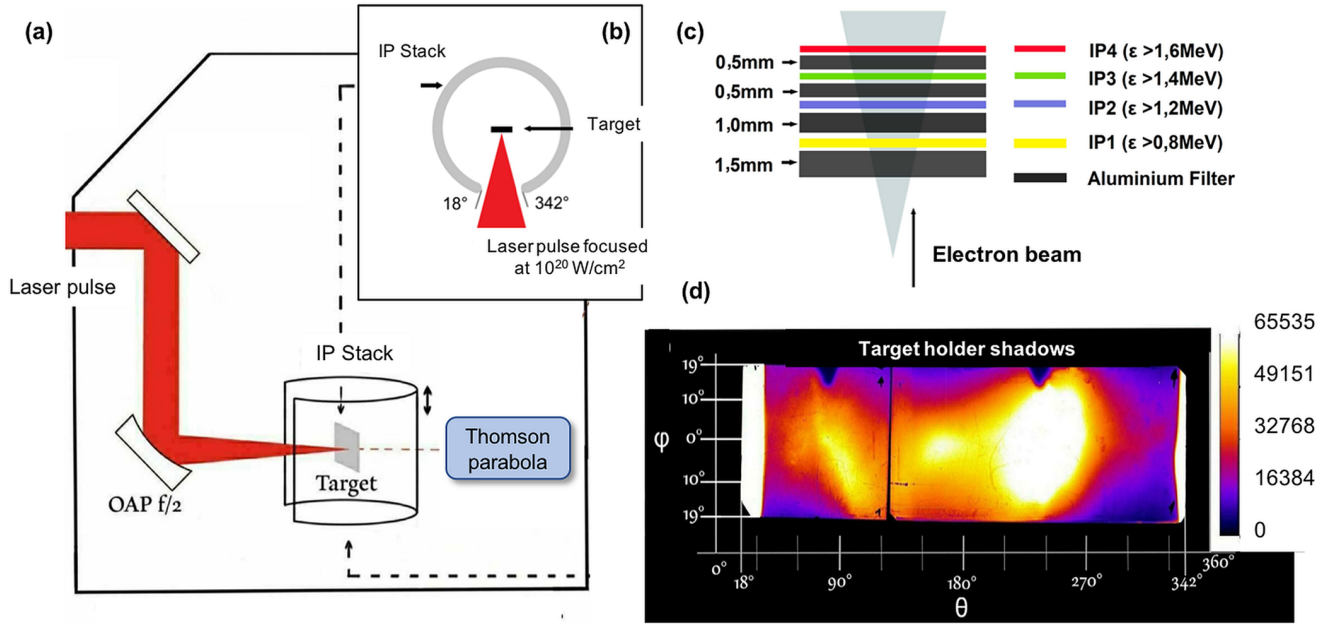 (a)
Laser pulse
OAP f/2
IP Stack
Target
Thomson
parabola
(b)
IP Stack
Target
18°
342°
Laser pulse focused
at 10²⁰ W/cm²
(c)
0,5mm
0,5mm
1,0mm
1,5mm
IP4 (ε >1,6MeV)
IP3 (ε >1,4MeV)
IP2 (ε >1,2MeV)
IP1 (ε >0,8MeV)
Aluminium Filter
Electron beam
(d)
Target holder shadows
φ
19°
10°
0°
10°
19°
0°
18°
90°
180°
270°
342°
360°
θ
65535
49151
32768
16384
0